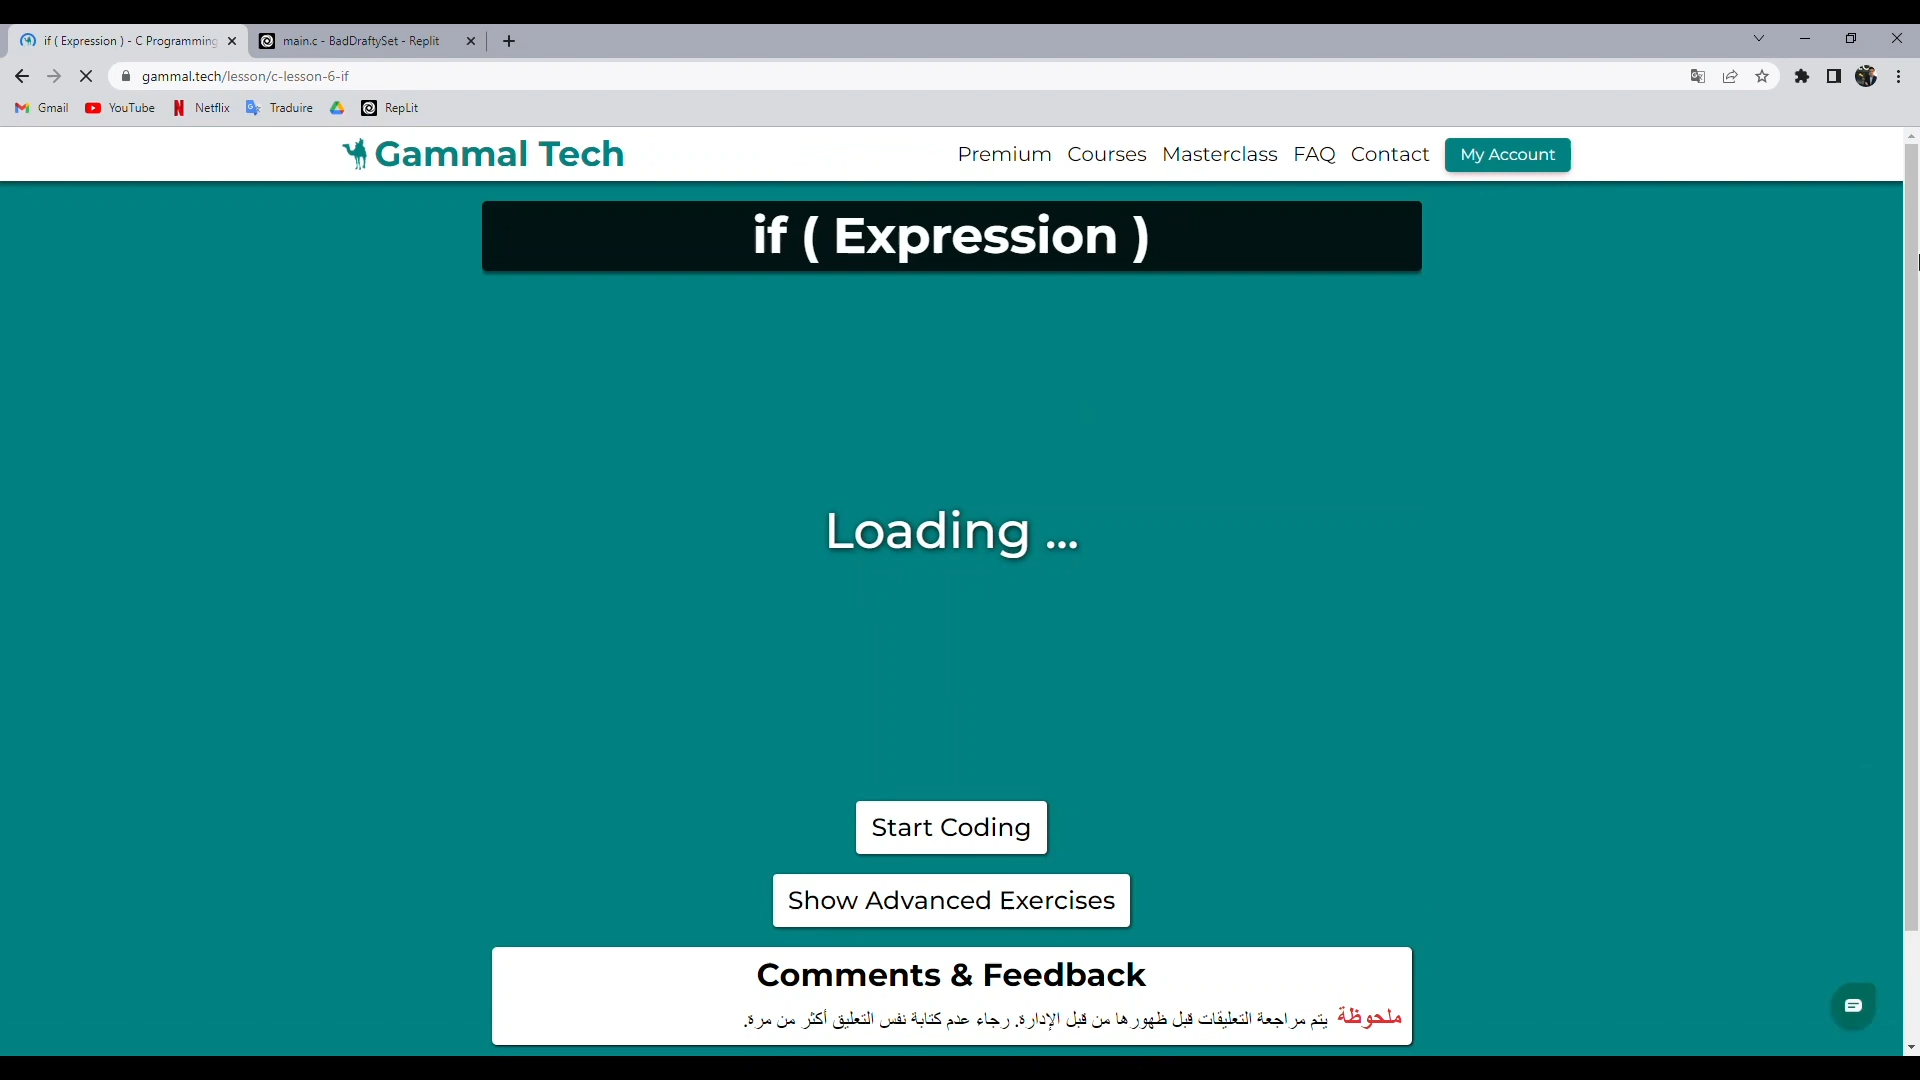 if ( Expression ) - C Programming
main.c - BadDraftySet - Replit
gammal.tech/lesson/c-lesson-6-if
Gmail
YouTube
Netflix
Traduire
RepLit
Gammal Tech
Premium
Courses
Masterclass
FAQ
Contact
My Account
if ( Expression )
Loading ...
Start Coding
Show Advanced Exercises
Comments & Feedback
ملحوظة يتم مراجعة التعليقات قبل ظهورها من قبل الإدارة. رجاء عدم كتابة نفس التعليق أكثر من مرة.